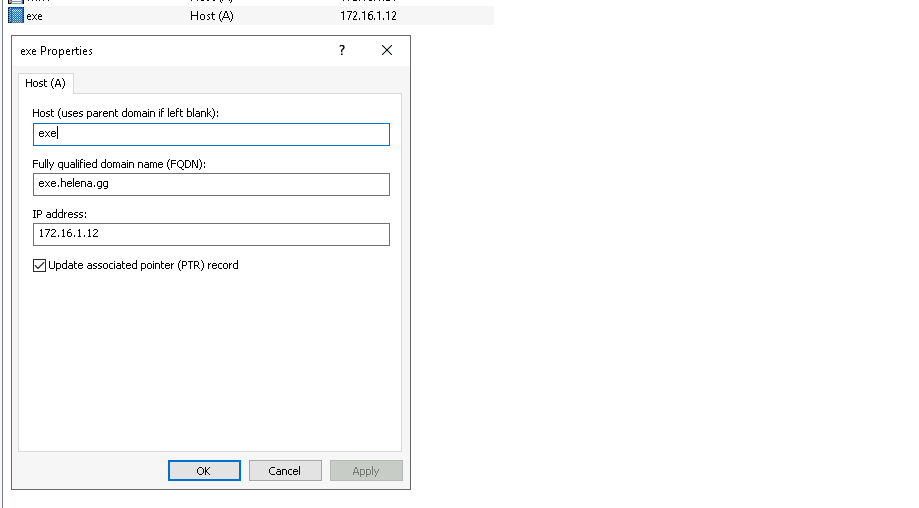 exe Host (A) 172.16.1.12
exe Properties ?
Host (A)
Host (uses parent domain if left blank):
exe
Fully qualified domain name (FQDN):
exe.helena.gg
IP address:
172.16.1.12
Update associated pointer (PTR) record
OK Cancel Apply